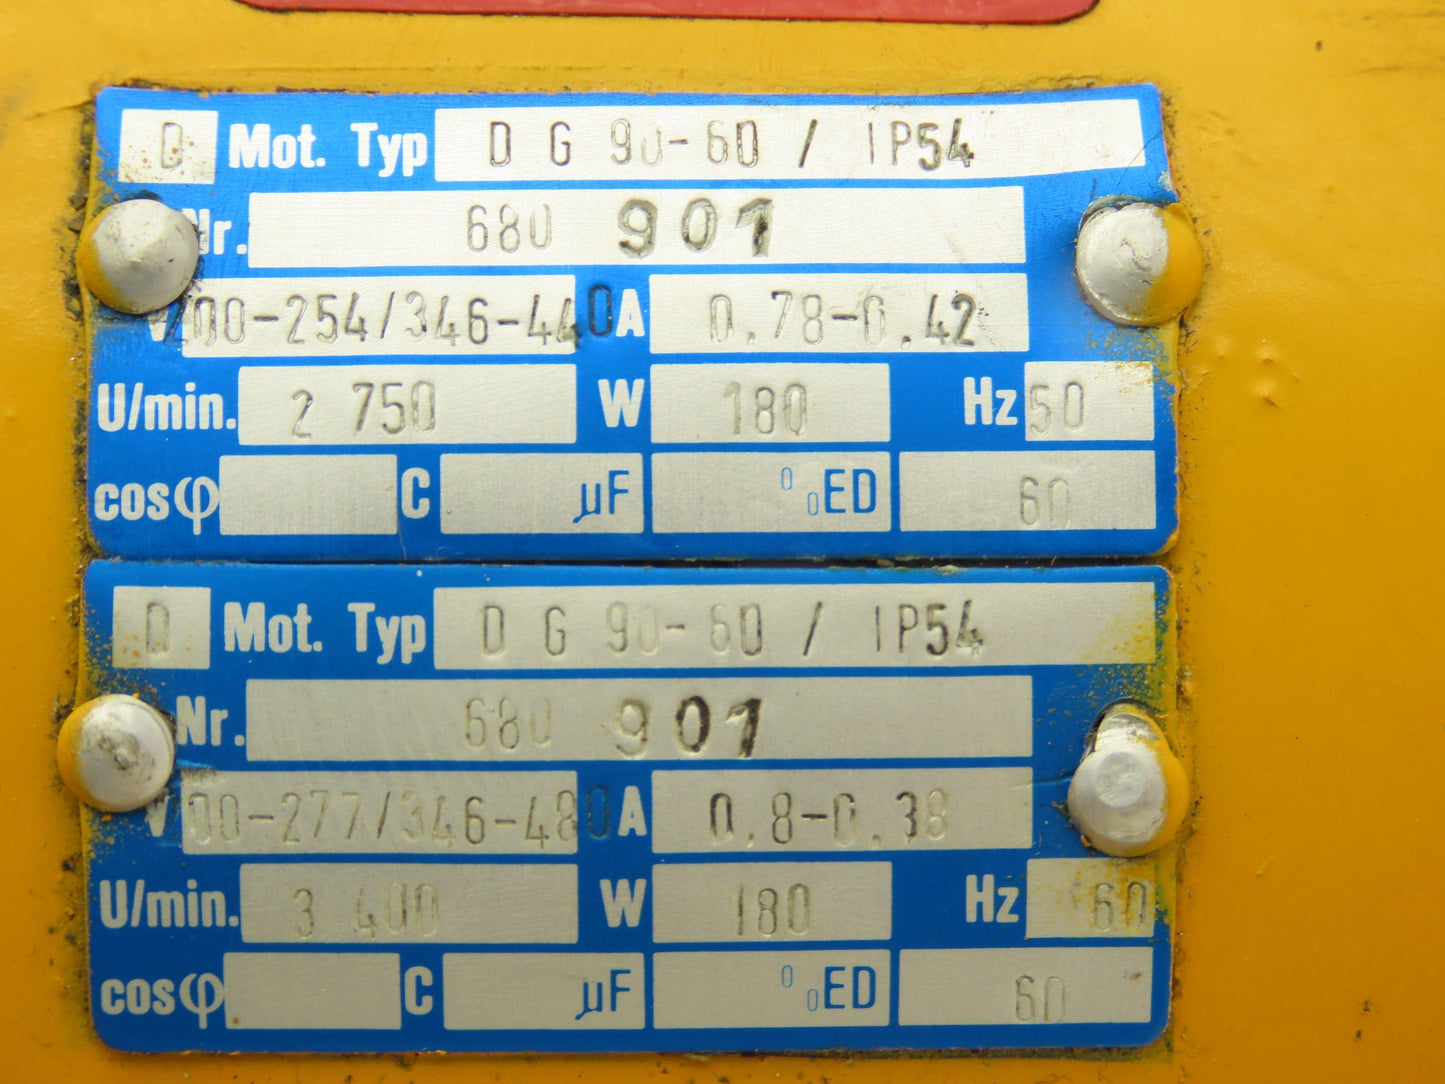 D Mot. Typ D G 90-60 / IP54
Nr. 680 901
V 200-254/346-440 A 0.78-0.42
U/min. 2 750 W 180 Hz 50
cosφ C µF %ED 60
D Mot. Typ D G 90-60 / IP54
Nr. 680 901
V 200-277/346-480 A 0.8-0.38
U/min. 3 400 W 180 Hz 60
cosφ C µF %ED 60